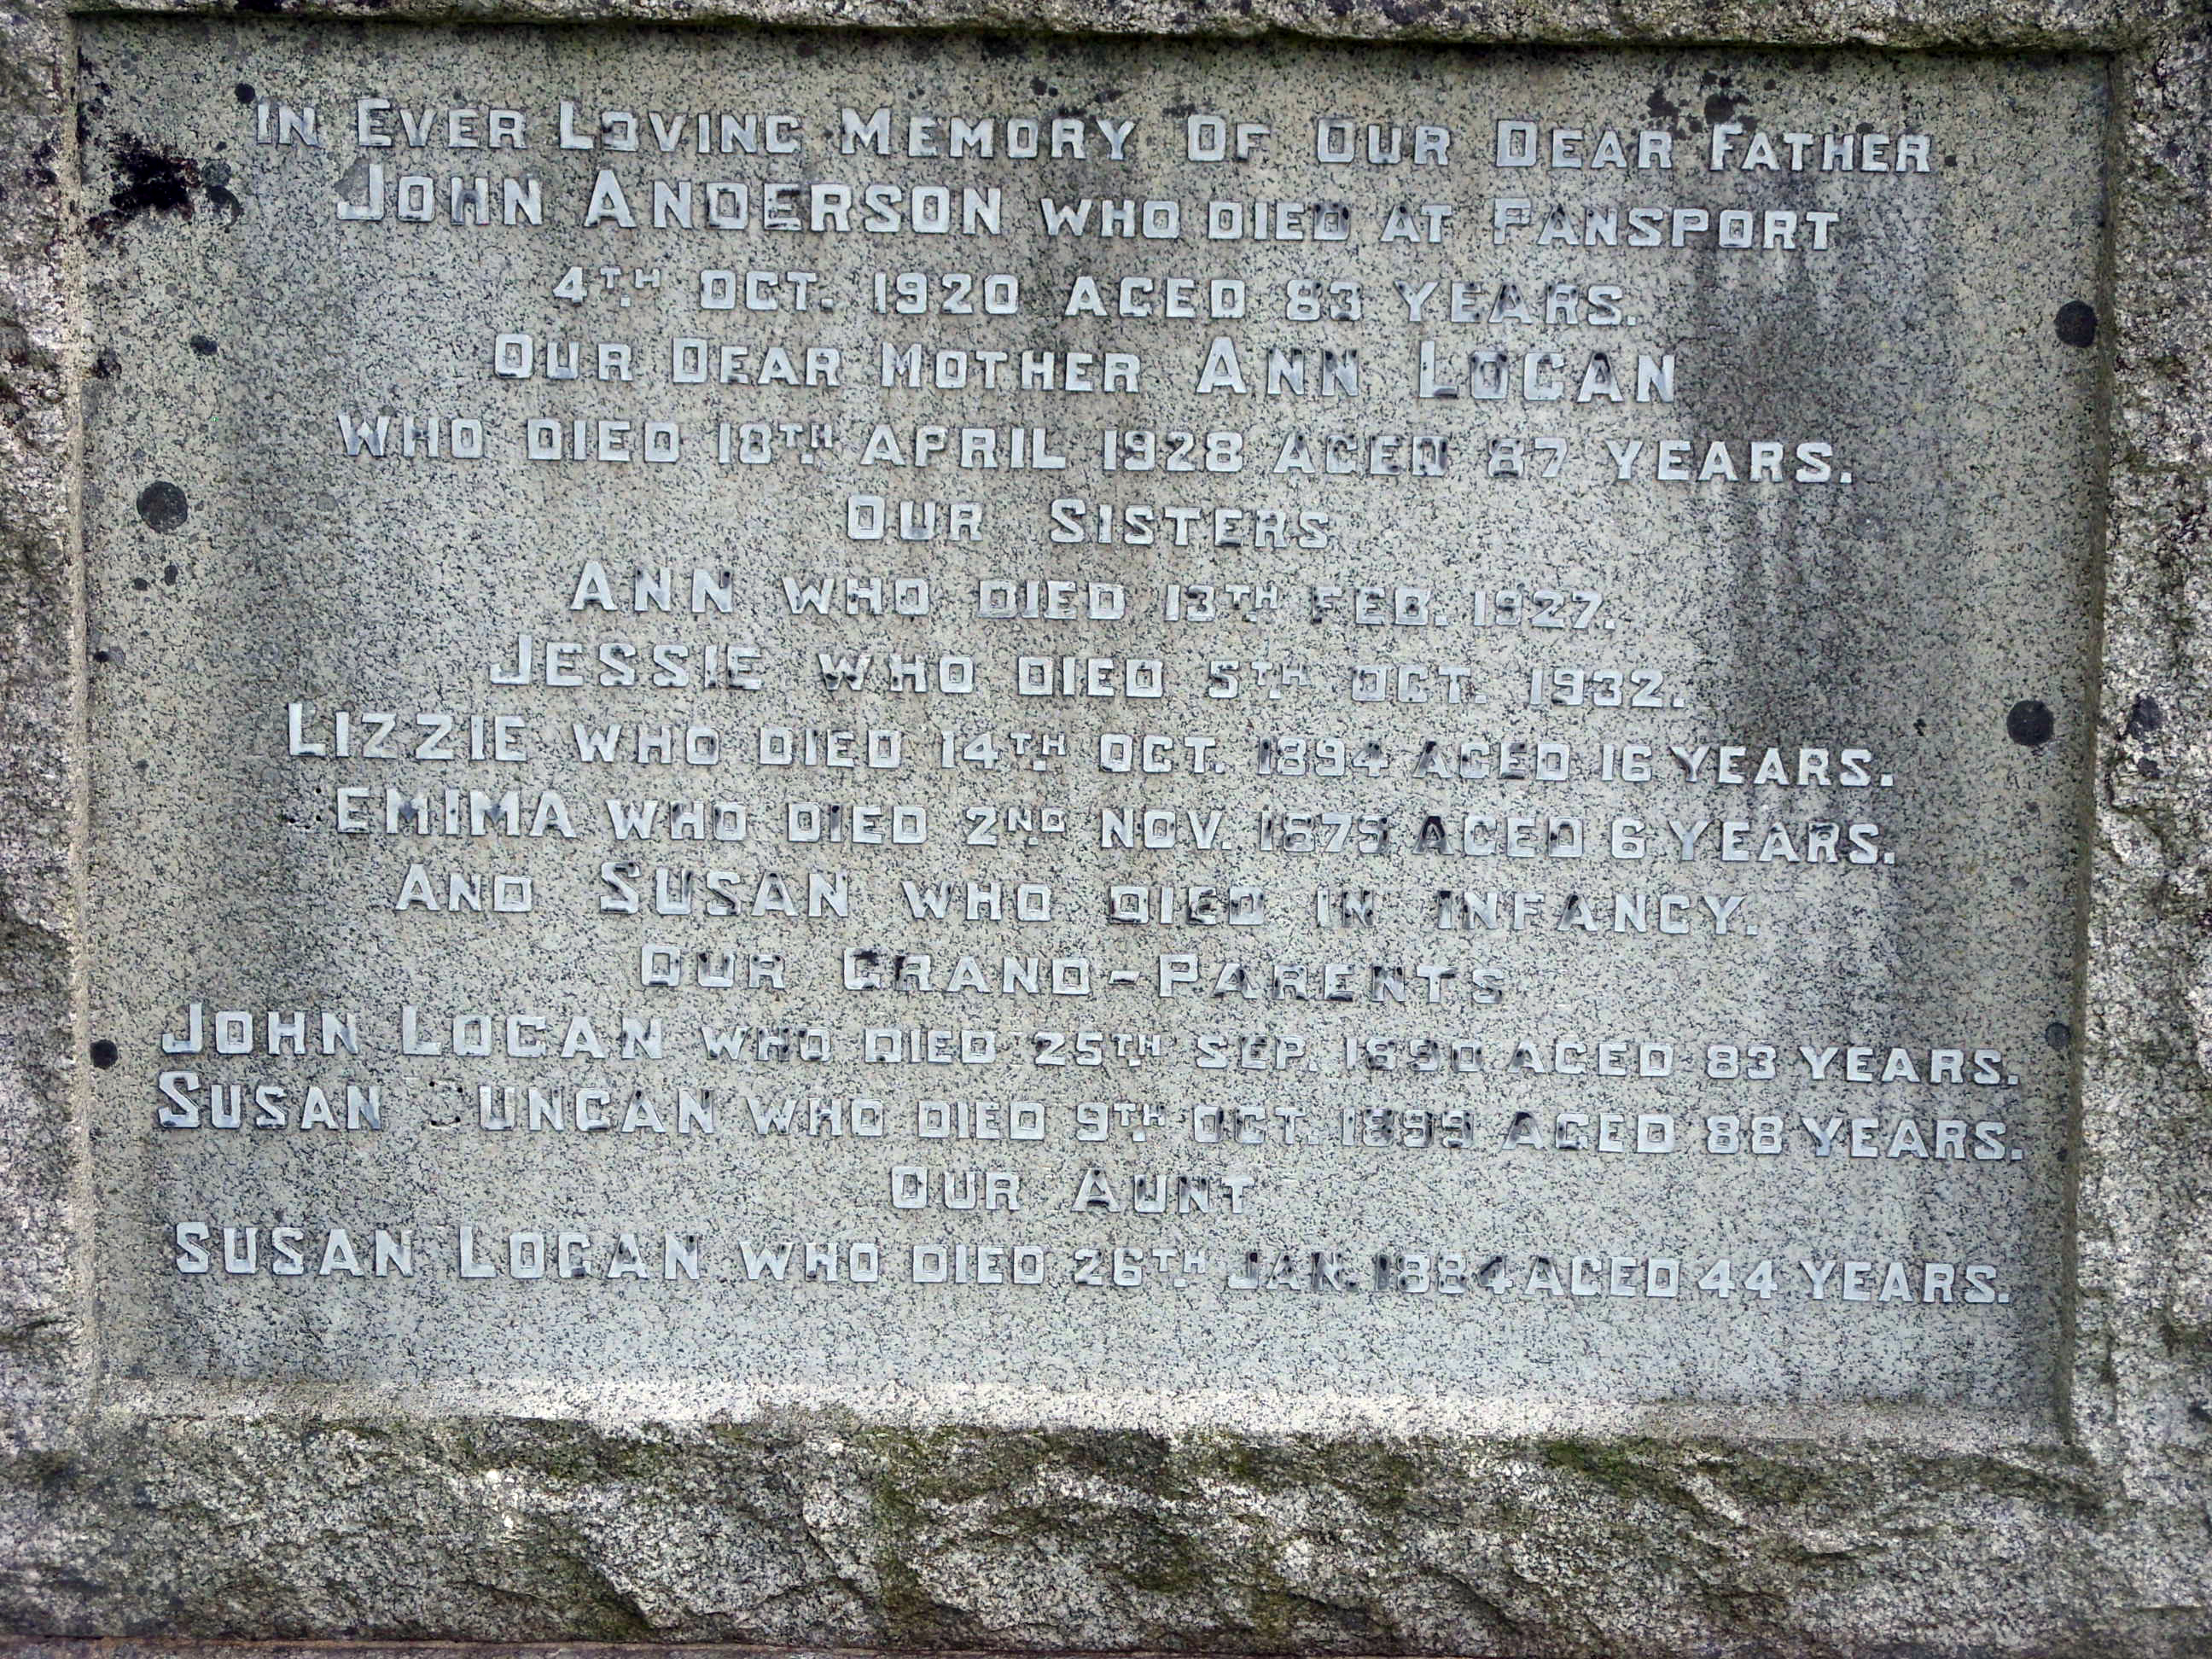 IN EVER LOVING MEMORY OF OUR DEAR FATHER
JOHN ANDERSON WHO DIED AT PANSPORT
4TH OCT. 1920 AGED 83 YEARS.
OUR DEAR MOTHER ANN LOGAN
WHO DIED 18TH APRIL 1928 AGED 87 YEARS.
OUR SISTERS
ANN WHO DIED 13TH FEB. 1927.
JESSIE WHO DIED 5TH OCT. 1932.
LIZZIE WHO DIED 14TH OCT. 1894 AGED 16 YEARS.
EMIMA WHO DIED 2ND NOV. 1875 AGED 6 YEARS.
AND SUSAN WHO DIED IN INFANCY.
OUR GRAND-PARENTS
JOHN LOGAN WHO DIED 25TH SEP. 1890 AGED 83 YEARS.
SUSAN DUNCAN WHO DIED 9TH OCT. 1899 AGED 88 YEARS.
OUR AUNT
SUSAN LOGAN WHO DIED 26TH JAN. 1884 AGED 44 YEARS.